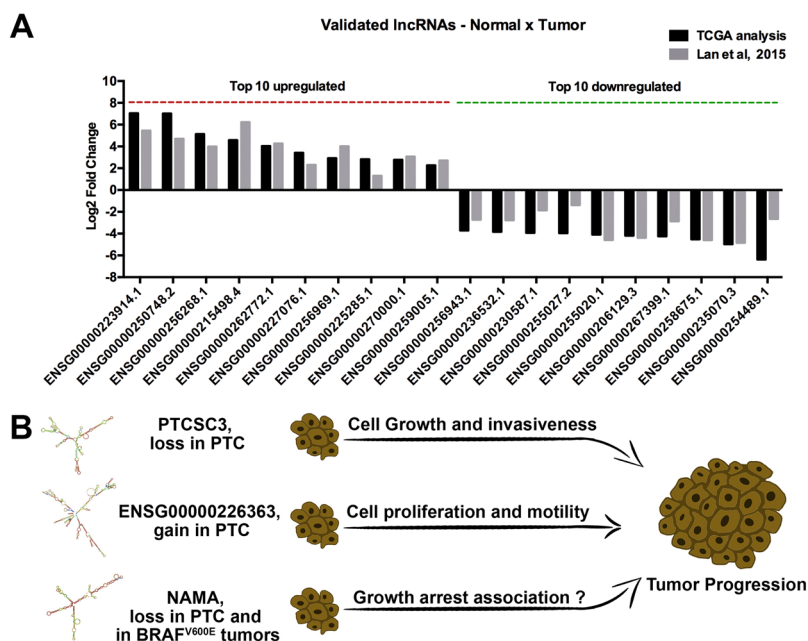 A
Validated lncRNAs - Normal x Tumor
TCGA analysis
Lan et al, 2015
Top 10 upregulated
Top 10 downregulated
Log2 Fold Change
10
8
6
4
2
0
-2
-4
-6
-8
ENSG00000223914.1
ENSG00000250748.2
ENSG00000256268.1
ENSG00000215498.4
ENSG00000262772.1
ENSG00000227076.1
ENSG00000256969.1
ENSG00000225285.1
ENSG00000270000.1
ENSG00000259005.1
ENSG00000256943.1
ENSG00000236532.1
ENSG00000230587.1
ENSG00000255027.2
ENSG00000255020.1
ENSG00000206129.3
ENSG00000267399.1
ENSG00000258675.1
ENSG00000235070.3
ENSG00000254489.1
B
PTCSC3,
loss in PTC
Cell Growth and invasiveness
ENSG00000226363,
gain in PTC
Cell proliferation and motility
NAMA,
loss in PTC and
in BRAFV600E tumors
Growth arrest association ?
Tumor Progression